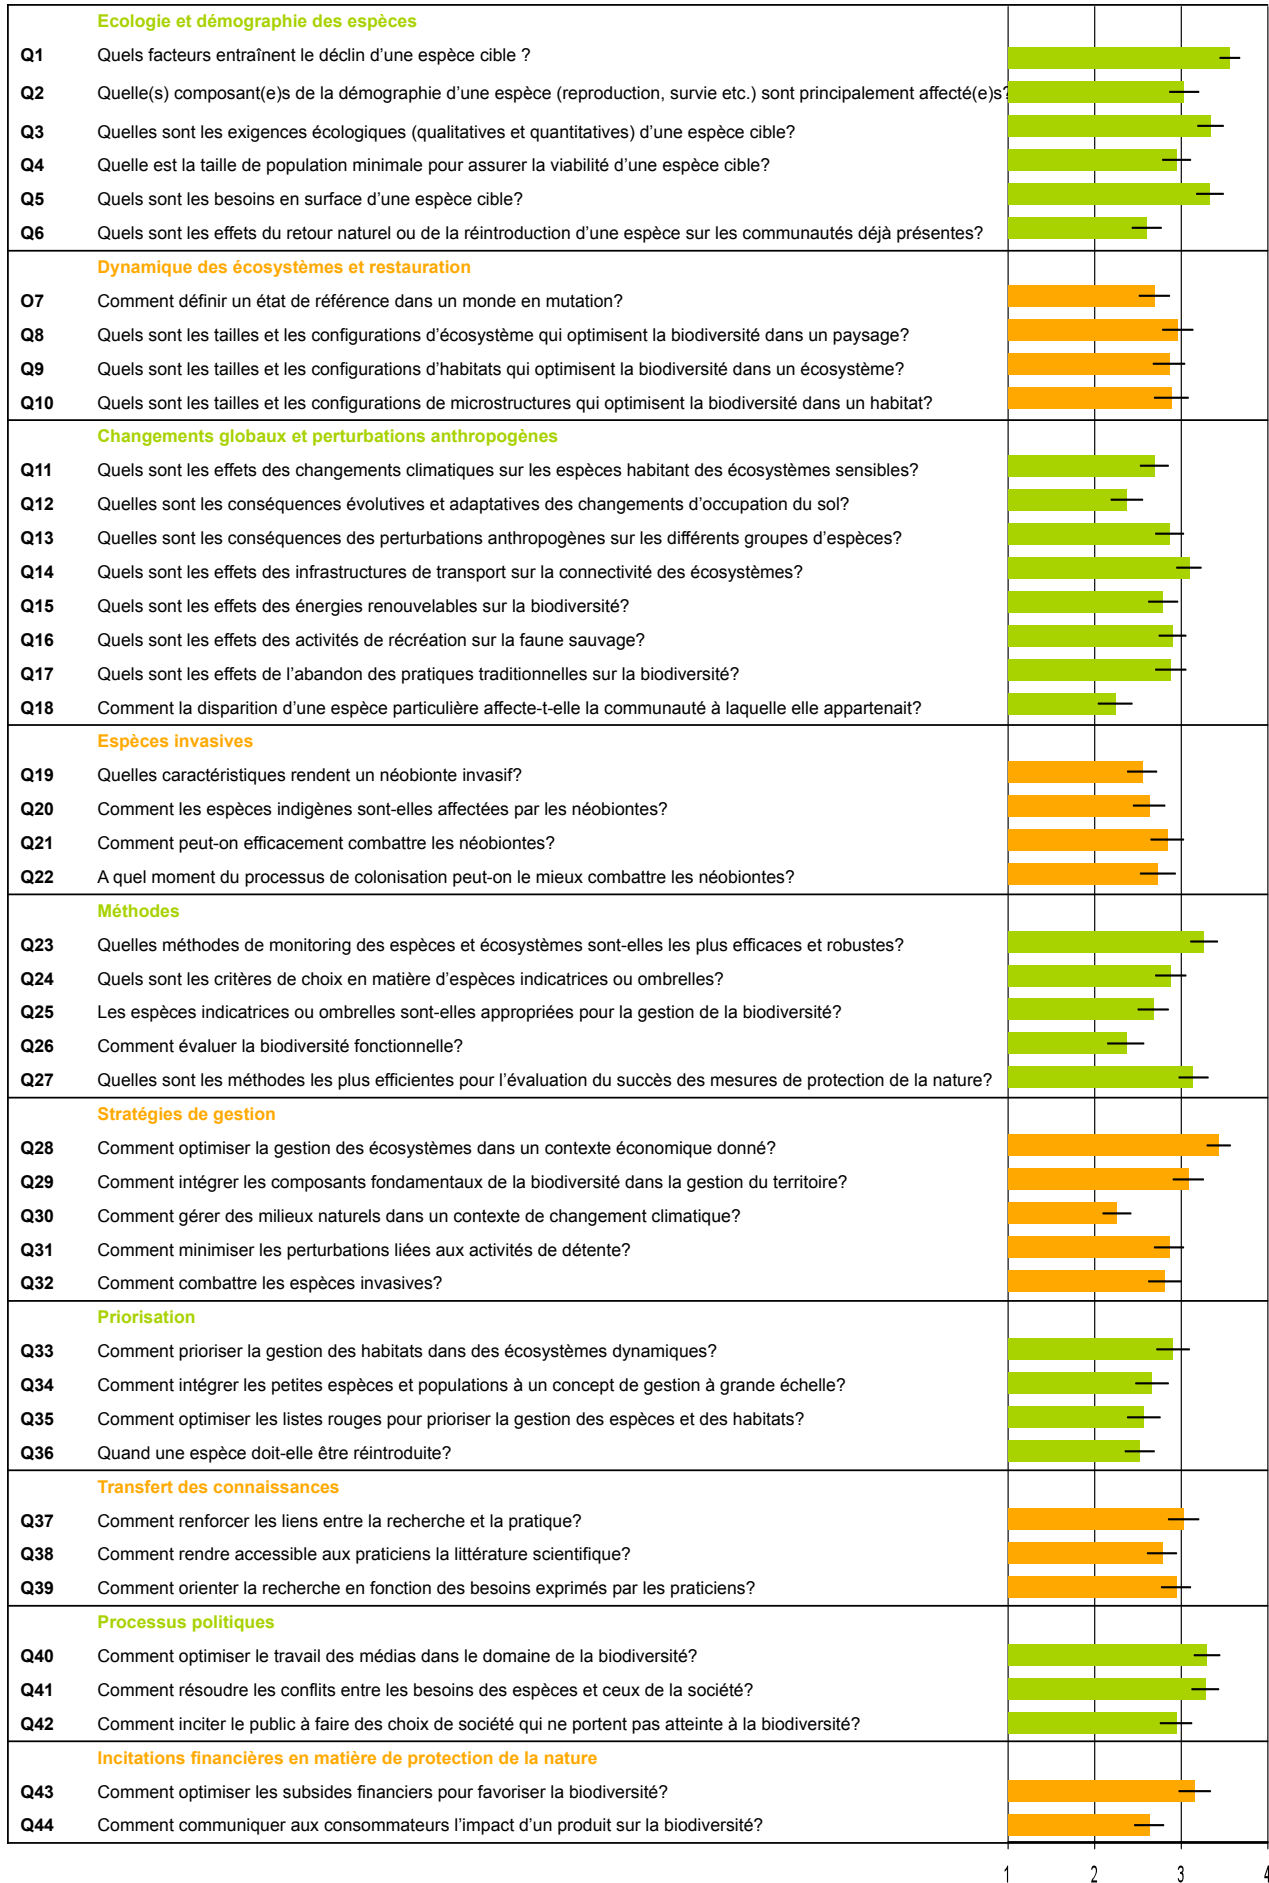 Ecologie et démographie des espèces
Q1 Quels facteurs entraînent le déclin d’une espèce cible ?
Q2 Quelle(s) composant(e)s de la démographie d’une espèce (reproduction, survie etc.) sont principalement affecté(e)s?
Q3 Quelles sont les exigences écologiques (qualitatives et quantitatives) d’une espèce cible?
Q4 Quelle est la taille de population minimale pour assurer la viabilité d’une espèce cible?
Q5 Quels sont les besoins en surface d’une espèce cible?
Q6 Quels sont les effets du retour naturel ou de la réintroduction d’une espèce sur les communautés déjà présentes?
Dynamique des écosystèmes et restauration
O7 Comment définir un état de référence dans un monde en mutation?
Q8 Quels sont les tailles et les configurations d’écosystème qui optimisent la biodiversité dans un paysage?
Q9 Quels sont les tailles et les configurations d’habitats qui optimisent la biodiversité dans un écosystème?
Q10 Quels sont les tailles et les configurations de microstructures qui optimisent la biodiversité dans un habitat?
Changements globaux et perturbations anthropogènes
Q11 Quels sont les effets des changements climatiques sur les espèces habitant des écosystèmes sensibles?
Q12 Quelles sont les conséquences évolutives et adaptatives des changements d’occupation du sol?
Q13 Quelles sont les conséquences des perturbations anthropogènes sur les différents groupes d’espèces?
Q14 Quels sont les effets des infrastructures de transport sur la connectivité des écosystèmes?
Q15 Quels sont les effets des énergies renouvelables sur la biodiversité?
Q16 Quels sont les effets des activités de récréation sur la faune sauvage?
Q17 Quels sont les effets de l’abandon des pratiques traditionnelles sur la biodiversité?
Q18 Comment la disparition d’une espèce particulière affecte-t-elle la communauté à laquelle elle appartenait?
Espèces invasives
Q19 Quelles caractéristiques rendent un néobionte invasif?
Q20 Comment les espèces indigènes sont-elles affectées par les néobiontes?
Q21 Comment peut-on efficacement combattre les néobiontes?
Q22 A quel moment du processus de colonisation peut-on le mieux combattre les néobiontes?
Méthodes
Q23 Quelles méthodes de monitoring des espèces et écosystèmes sont-elles les plus efficaces et robustes?
Q24 Quels sont les critères de choix en matière d’espèces indicatrices ou ombrelles?
Q25 Les espèces indicatrices ou ombrelles sont-elles appropriées pour la gestion de la biodiversité?
Q26 Comment évaluer la biodiversité fonctionnelle?
Q27 Quelles sont les méthodes les plus efficientes pour l’évaluation du succès des mesures de protection de la nature?
Stratégies de gestion
Q28 Comment optimiser la gestion des écosystèmes dans un contexte économique donné?
Q29 Comment intégrer les composants fondamentaux de la biodiversité dans la gestion du territoire?
Q30 Comment gérer des milieux naturels dans un contexte de changement climatique?
Q31 Comment minimiser les perturbations liées aux activités de détente?
Q32 Comment combattre les espèces invasives?
Priorisation
Q33 Comment prioriser la gestion des habitats dans des écosystèmes dynamiques?
Q34 Comment intégrer les petites espèces et populations à un concept de gestion à grande échelle?
Q35 Comment optimiser les listes rouges pour prioriser la gestion des espèces et des habitats?
Q36 Quand une espèce doit-elle être réintroduite?
Transfert des connaissances
Q37 Comment renforcer les liens entre la recherche et la pratique?
Q38 Comment rendre accessible aux praticiens la littérature scientifique?
Q39 Comment orienter la recherche en fonction des besoins exprimés par les praticiens?
Processus politiques
Q40 Comment optimiser le travail des médias dans le domaine de la biodiversité?
Q41 Comment résoudre les conflits entre les besoins des espèces et ceux de la société?
Q42 Comment inciter le public à faire des choix de société qui ne portent pas atteinte à la biodiversité?
Incitations financières en matière de protection de la nature
Q43 Comment optimiser les subsides financiers pour favoriser la biodiversité?
Q44 Comment communiquer aux consommateurs l’impact d’un produit sur la biodiversité?
1 2 3 4